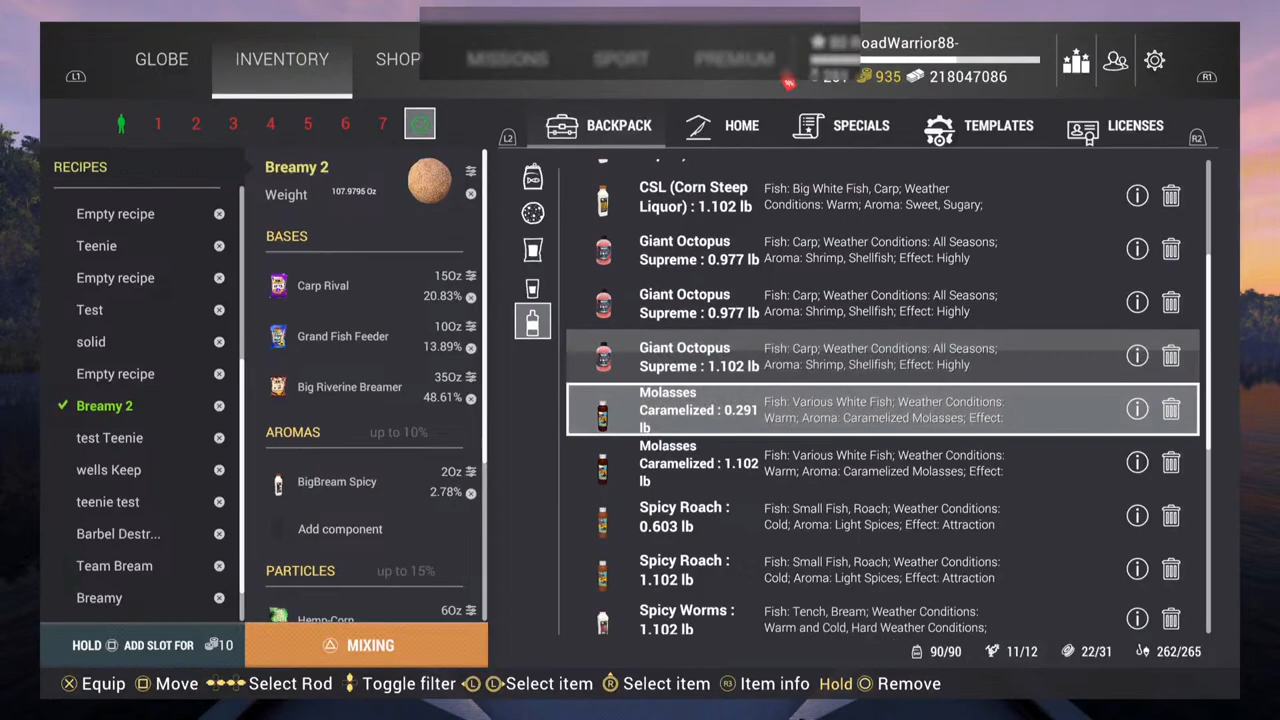 GLOBE
INVENTORY
SHOP
MISSIONS
SPORT
PREMIUM
oadWarrior88-
935
218047086
L1
R1
1 2 3 4 5 6 7
L2
BACKPACK
HOME
SPECIALS
TEMPLATES
LICENSES
R2
RECIPES
Empty recipe
Teenie
Empty recipe
Test
solid
Empty recipe
Breamy 2
test Teenie
wells Keep
teenie test
Barbel Destr...
Team Bream
Breamy
HOLD ADD SLOT FOR 10
Breamy 2
Weight 107.9795 Oz
BASES
Carp Rival 15Oz
20.83%
Grand Fish Feeder 10Oz
13.89%
Big Riverine Breamer 35Oz
48.61%
AROMAS up to 10%
BigBream Spicy 2Oz
2.78%
Add component
PARTICLES up to 15%
Hemp-Corn 6Oz
MIXING
CSL (Corn Steep
Liquor) : 1.102 lb
Fish: Big White Fish, Carp; Weather
Conditions: Warm; Aroma: Sweet, Sugary;
Giant Octopus
Supreme : 0.977 lb
Fish: Carp; Weather Conditions: All Seasons;
Aroma: Shrimp, Shellfish; Effect: Highly
Giant Octopus
Supreme : 0.977 lb
Fish: Carp; Weather Conditions: All Seasons;
Aroma: Shrimp, Shellfish; Effect: Highly
Giant Octopus
Supreme : 1.102 lb
Fish: Carp; Weather Conditions: All Seasons;
Aroma: Shrimp, Shellfish; Effect: Highly
Molasses
Caramelized : 0.291
lb
Fish: Various White Fish; Weather Conditions:
Warm; Aroma: Caramelized Molasses; Effect:
Molasses
Caramelized : 1.102
lb
Fish: Various White Fish; Weather Conditions:
Warm; Aroma: Caramelized Molasses; Effect:
Spicy Roach :
0.603 lb
Fish: Small Fish, Roach; Weather Conditions:
Cold; Aroma: Light Spices; Effect: Attraction
Spicy Roach :
1.102 lb
Fish: Small Fish, Roach; Weather Conditions:
Cold; Aroma: Light Spices; Effect: Attraction
Spicy Worms :
1.102 lb
Fish: Tench, Bream; Weather Conditions:
Warm and Cold, Hard Weather Conditions;
90/90 11/12 22/31 262/265
Equip Move Select Rod Toggle filter L L Select item R Select item R3 Item info Hold Remove